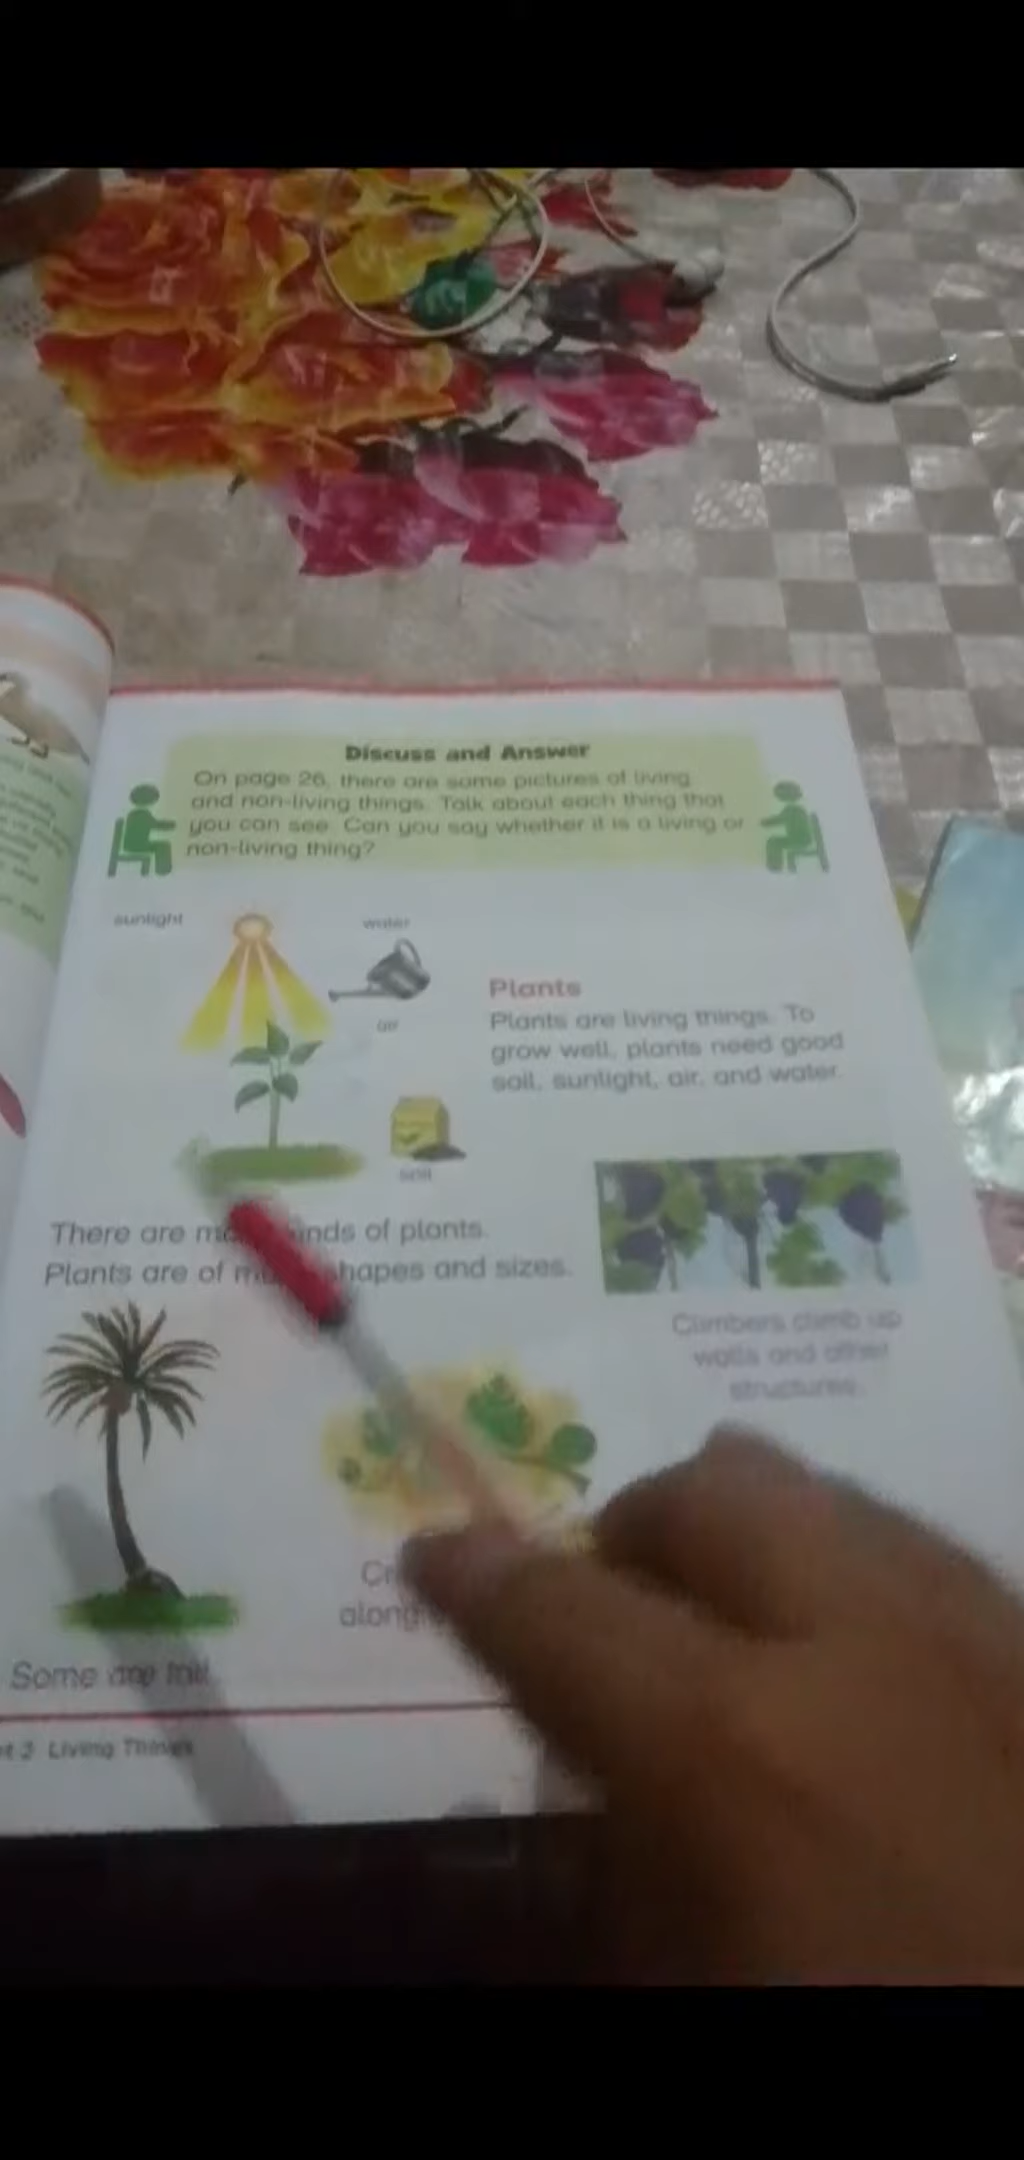 Discuss and Answer
On page 26, there are some pictures of living
and non-living things. Talk about each thing that
you can see. Can you say whether it is a living or
non-living thing?
sunlight
water
air
soil
Plants
Plants are living things. To
grow well, plants need good
soil, sunlight, air, and water.
There are kinds of plants.
Plants are of shapes and sizes.
Climbers climb up
walls and other
structures.
along
Some are tall.
2 Living Things